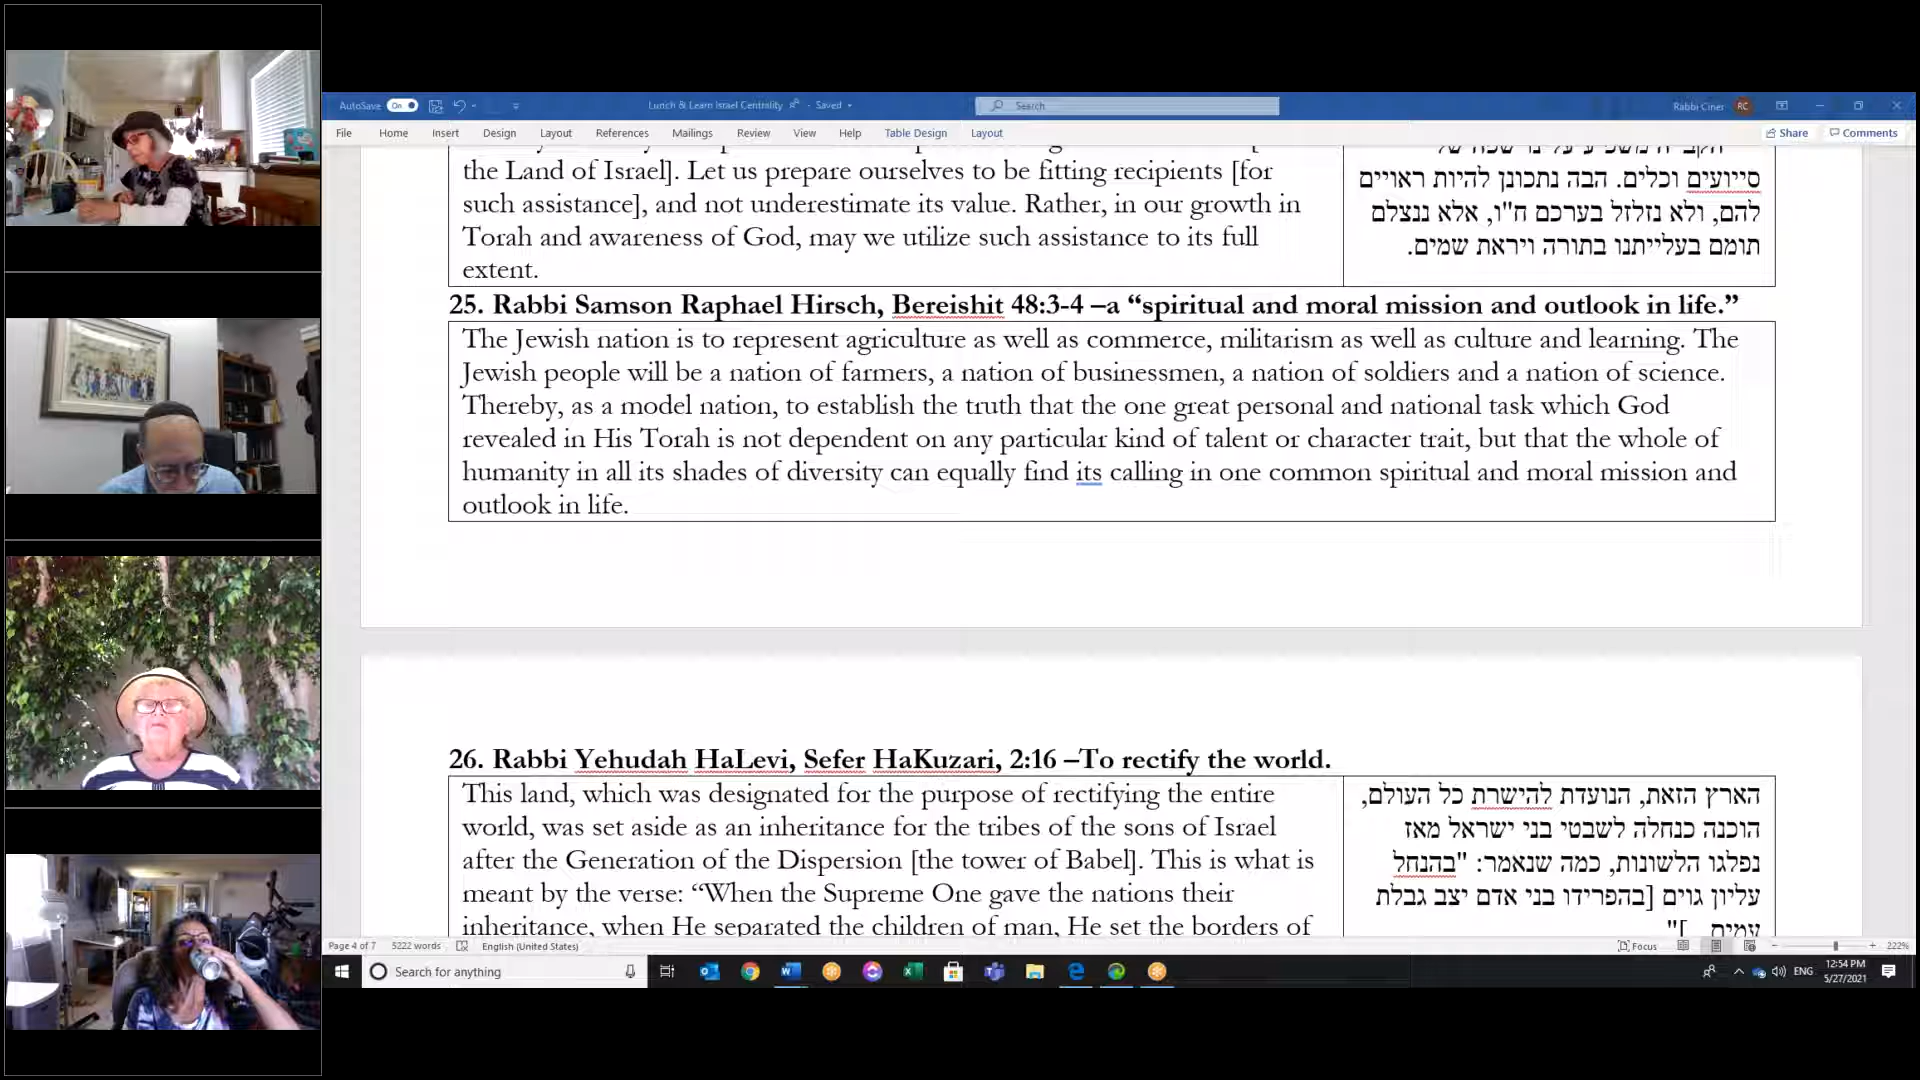 AutoSave On
Lunch & Learn Israel Centrality
- Saved
Search
Rabbi Ciner RC
File Home Insert Design Layout References Mailings Review View Help Table Design Layout Share Comments
the Land of Israel]. Let us prepare ourselves to be fitting recipients [for
such assistance], and not underestimate its value. Rather, in our growth in
Torah and awareness of God, may we utilize such assistance to its full
extent.
סייועים וכלים. הבה נתכונן להיות ראויים
להם, ולא נזלזל בערכם ח"ו, אלא ננצלם
תומם בעלייתנו בתורה ויראת שמים.
25. Rabbi Samson Raphael Hirsch, Bereishit 48:3-4 –a “spiritual and moral mission and outlook in life.”
The Jewish nation is to represent agriculture as well as commerce, militarism as well as culture and learning. The
Jewish people will be a nation of farmers, a nation of businessmen, a nation of soldiers and a nation of science.
Thereby, as a model nation, to establish the truth that the one great personal and national task which God
revealed in His Torah is not dependent on any particular kind of talent or character trait, but that the whole of
humanity in all its shades of diversity can equally find its calling in one common spiritual and moral mission and
outlook in life.
26. Rabbi Yehudah HaLevi, Sefer HaKuzari, 2:16 –To rectify the world.
This land, which was designated for the purpose of rectifying the entire
world, was set aside as an inheritance for the tribes of the sons of Israel
after the Generation of the Dispersion [the tower of Babel]. This is what is
meant by the verse: “When the Supreme One gave the nations their
inheritance, when He separated the children of man, He set the borders of
הארץ הזאת, הנועדת להישרת כל העולם,
הוכנה כנחלה לשבטי בני ישראל מאז
נפלגו הלשונות, כמה שנאמר: "בהנחל
עליון גוים [בהפרידו בני אדם יצב גבלת
עמים
Page 4 of 7 5222 words English (United States)
Focus
222%
Search for anything
ENG
12:54 PM
5/27/2021